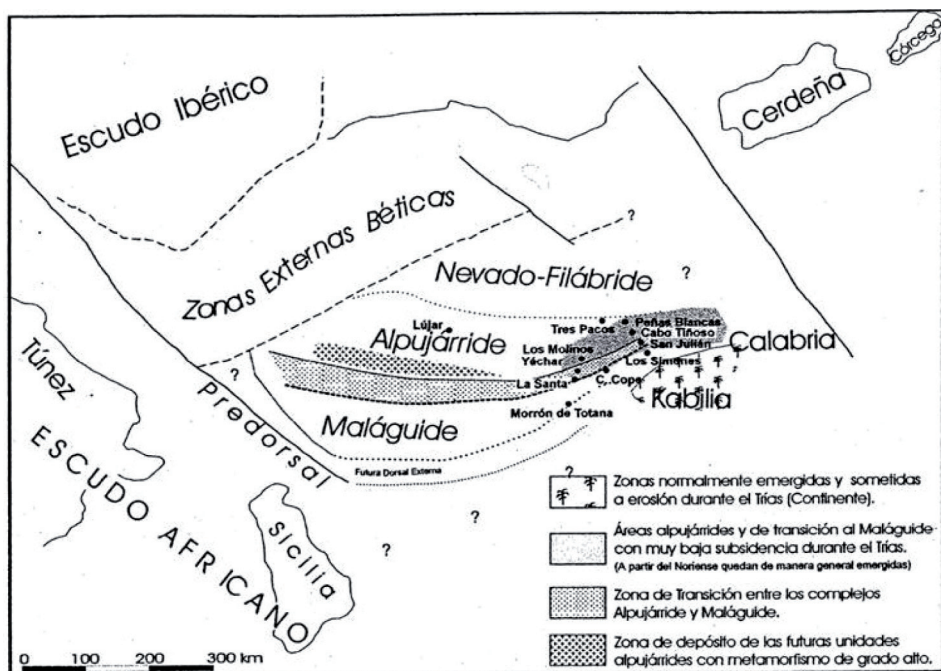 Córcega
Cerdeña
Escudo Ibérico
Zonas Externas Béticas
?
Nevado-Filábride
?
Tres Pacos
Peñas Blancas
Cabo Tiñoso
San Julián
Lújar
Alpujárride
Los Molinos
Yéchar
Los Simones
Calabria
La Santa
C. Cope
Kabilia
Morrón de Totana
Túnez
?
Predorsal
Maláguide
Futura Dorsal Externa
ESCUDO AFRICANO
Sicilia
?
?
?
Zonas normalmente emergidas y sometidas
a erosión durante el Trías (Continente).
Áreas alpujárrides y de transición al Maláguide
con muy baja subsidencia durante el Trías.
(A partir del Noriense quedan de manera general emergidas)
Zona de Transición entre los complejos
Alpujárride y Maláguide.
Zona de depósito de las futuras unidades
alpujárrides con metamorfismo de grado alto.
0 100 200 300 km